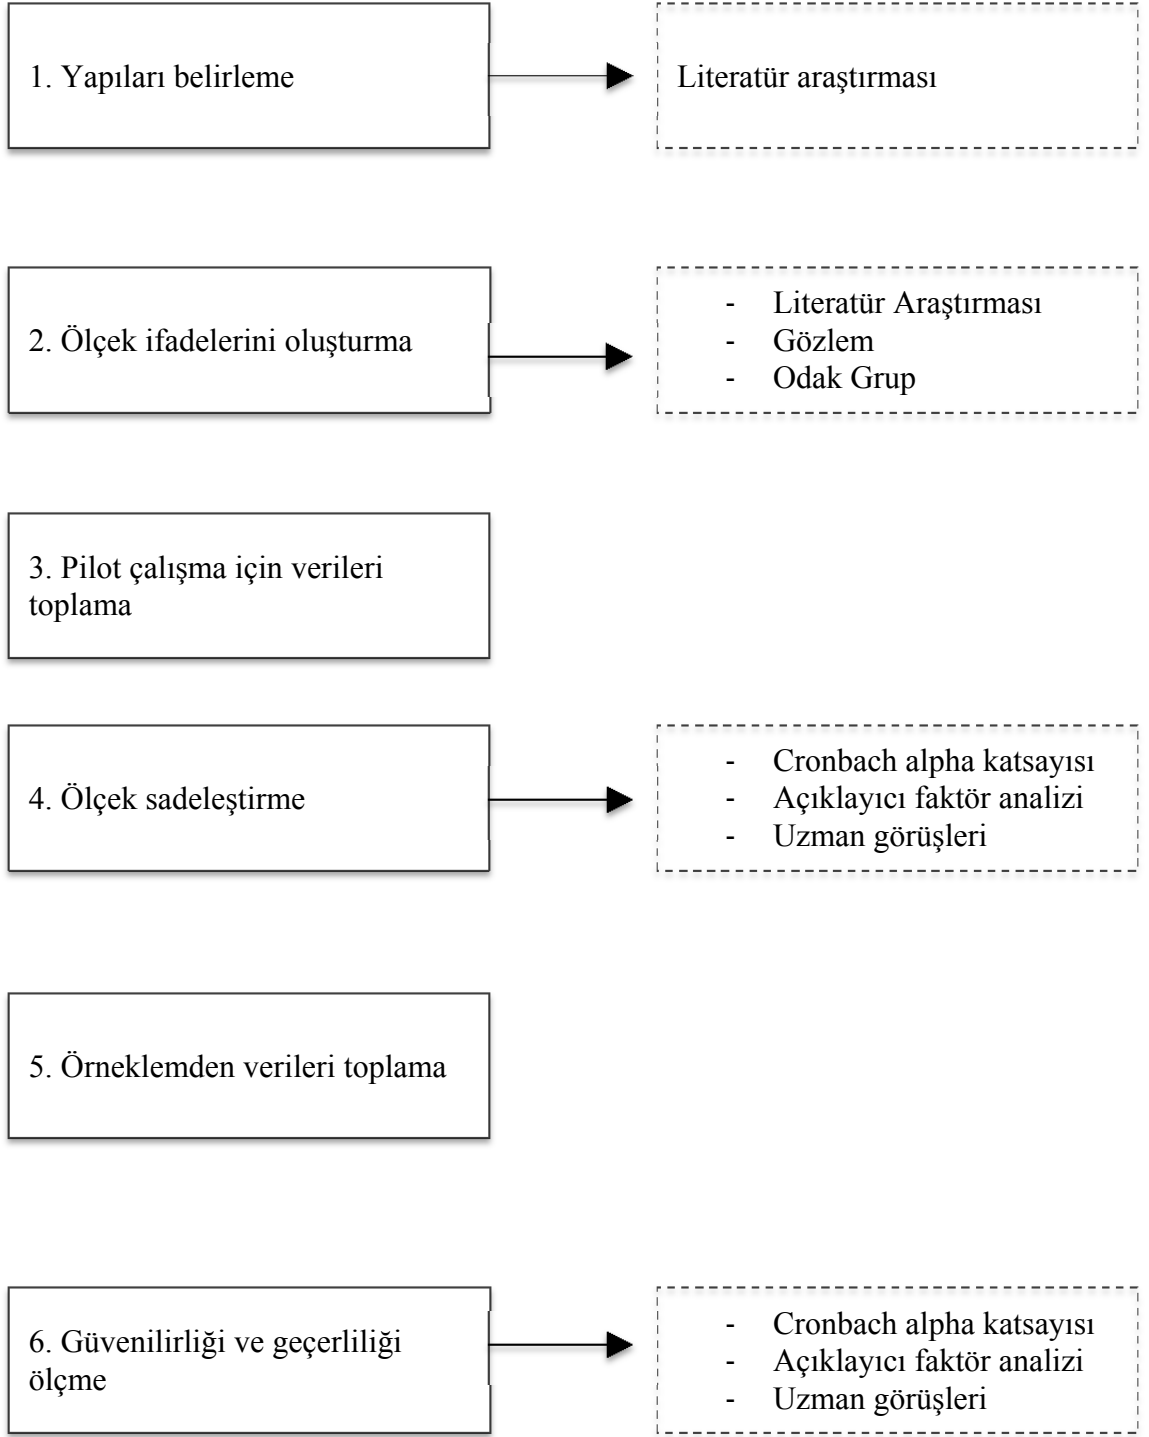 1. Yapıları belirleme
Literatür araştırması
2. Ölçek ifadelerini oluşturma
- Literatür Araştırması
- Gözlem
- Odak Grup
3. Pilot çalışma için verileri
toplama
4. Ölçek sadeleştirme
- Cronbach alpha katsayısı
- Açıklayıcı faktör analizi
- Uzman görüşleri
5. Örneklemden verileri toplama
6. Güvenilirliği ve geçerliliği
ölçme
- Cronbach alpha katsayısı
- Açıklayıcı faktör analizi
- Uzman görüşleri